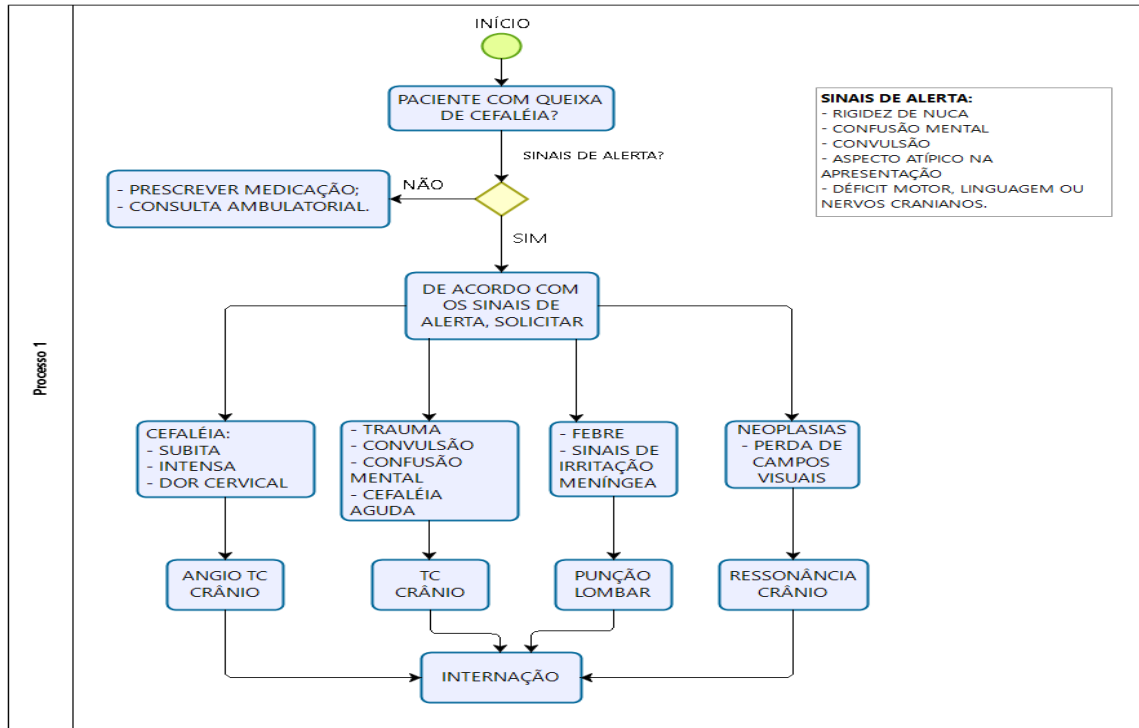 Processo 1
INÍCIO
PACIENTE COM QUEIXA
DE CEFALÉIA?
SINAIS DE ALERTA?
NÃO
- PRESCREVER MEDICAÇÃO;
- CONSULTA AMBULATORIAL.
SIM
SINAIS DE ALERTA:
- RIGIDEZ DE NUCA
- CONFUSÃO MENTAL
- CONVULSÃO
- ASPECTO ATÍPICO NA
APRESENTAÇÃO
- DÉFICIT MOTOR, LINGUAGEM OU
NERVOS CRANIANOS.
DE ACORDO COM
OS SINAIS DE
ALERTA, SOLICITAR
CEFALÉIA:
- SUBITA
- INTENSA
- DOR CERVICAL
- TRAUMA
- CONVULSÃO
- CONFUSÃO
MENTAL
- CEFALÉIA
AGUDA
- FEBRE
- SINAIS DE
IRRITAÇÃO
MENÍNGEA
NEOPLASIAS
- PERDA DE
CAMPOS
VISUAIS
ANGIO TC
CRÂNIO
TC
CRÂNIO
PUNÇÃO
LOMBAR
RESSONÂNCIA
CRÂNIO
INTERNAÇÃO